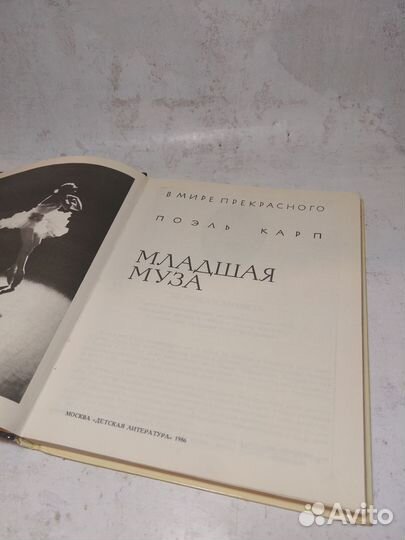 В МИРЕ ПРЕКРАСНОГО
ПОЭЛЬ КАРП
МЛАДШАЯ
МУЗА
МОСКВА «ДЕТСКАЯ ЛИТЕРАТУРА» 1986
Avito